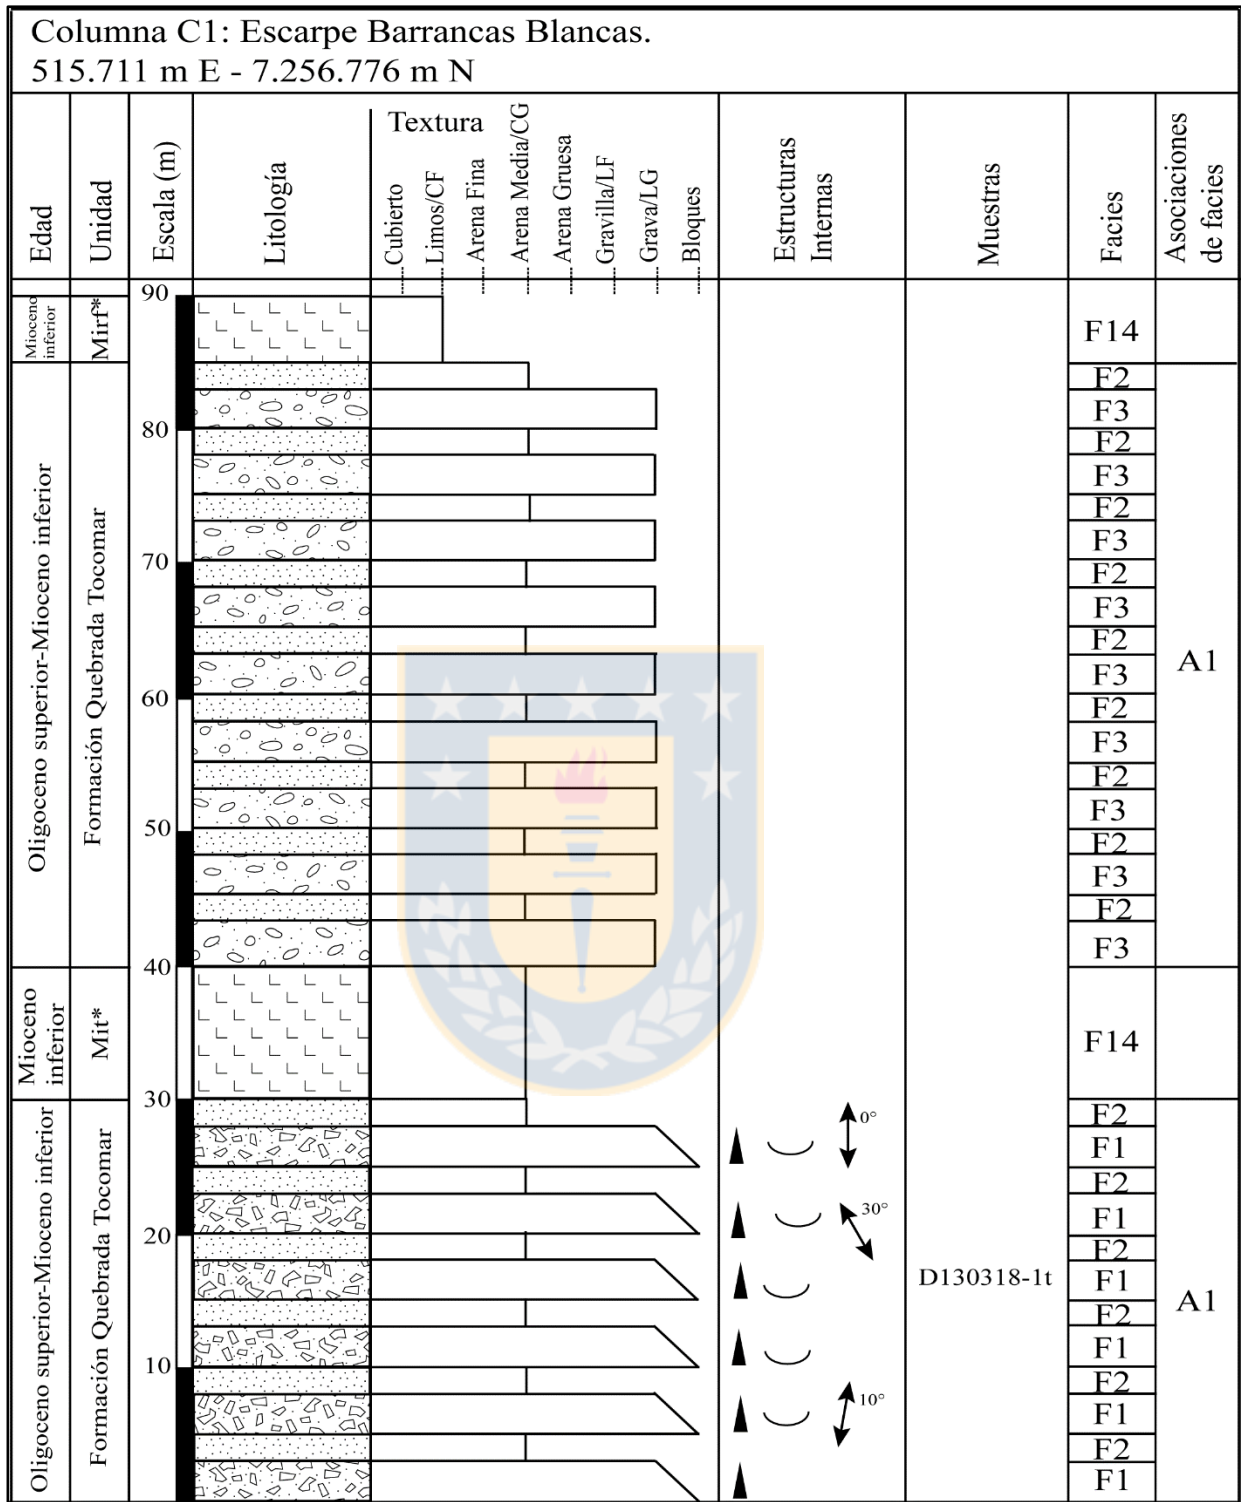 Columna C1: Escarpe Barrancas Blancas.
515.711 m E - 7.256.776 m N
Edad
Unidad
Escala (m)
Litología
Textura
Cubierto
Limos/CF
Arena Fina
Arena Media/CG
Arena Gruesa
Gravilla/LF
Grava/LG
Bloques
Estructuras
Internas
Muestras
Facies
Asociaciones
de facies
Mioceno
inferior
Mirf*
90
F14
Oligoceno superior-Mioceno inferior
Formación Quebrada Tocomar
80
70
60
50
40
F2
F3
F2
F3
F2
F3
F2
F3
F2
F3
F2
F3
F2
F3
F2
F3
F2
F3
A1
Mioceno
inferior
Mit*
F14
30
Oligoceno superior-Mioceno inferior
Formación Quebrada Tocomar
20
10
0°
30°
10°
D130318-1t
F2
F1
F2
F1
F2
F1
F2
F1
F2
F1
F2
F1
A1